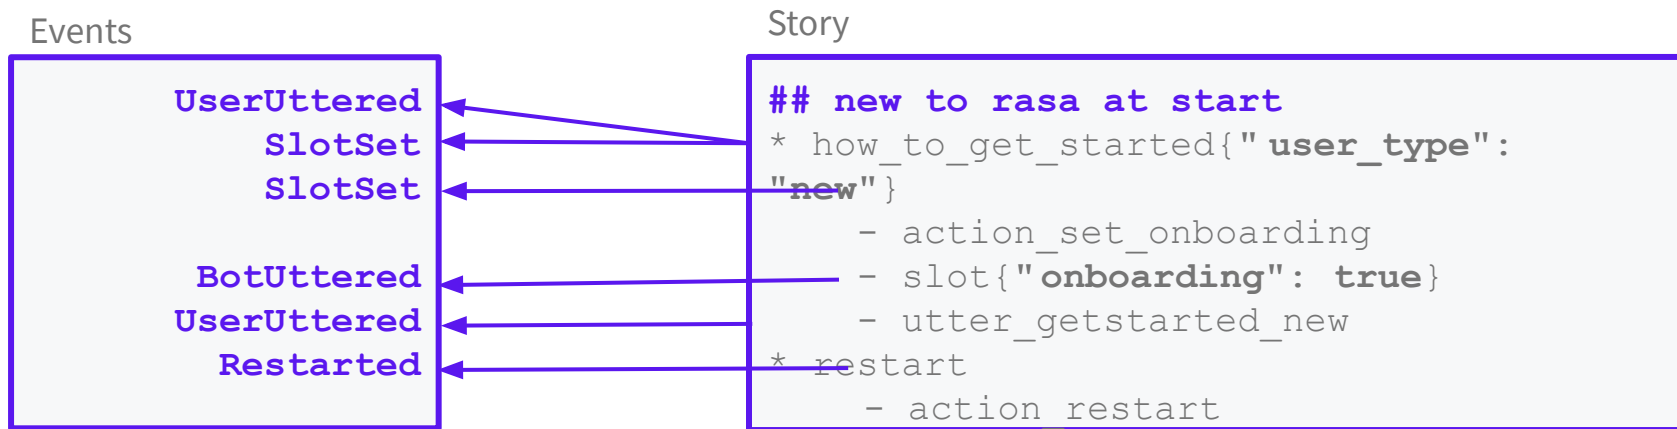 Events
UserUttered
SlotSet
SlotSet
BotUttered
UserUttered
Restarted
Story
## new to rasa at start
* how_to_get_started{"user_type":
"new"}
- action_set_onboarding
- slot{"onboarding": true}
- utter_getstarted_new
* restart
- action_restart